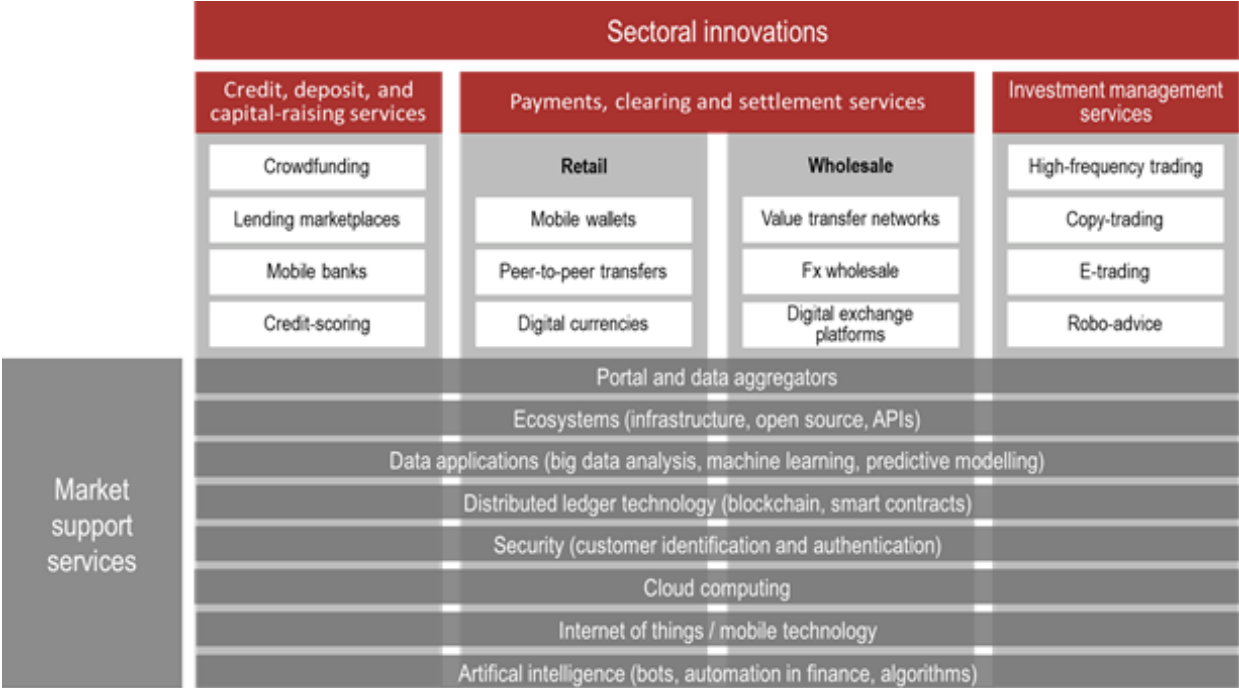 Sectoral innovations
Credit, deposit, and
capital-raising services
Payments, clearing and settlement services
Investment management
services
Crowdfunding
Lending marketplaces
Mobile banks
Credit-scoring
Retail
Mobile wallets
Peer-to-peer transfers
Digital currencies
Wholesale
Value transfer networks
Fx wholesale
Digital exchange
platforms
High-frequency trading
Copy-trading
E-trading
Robo-advice
Market
support
services
Portal and data aggregators
Ecosystems (infrastructure, open source, APIs)
Data applications (big data analysis, machine learning, predictive modelling)
Distributed ledger technology (blockchain, smart contracts)
Security (customer identification and authentication)
Cloud computing
Internet of things / mobile technology
Artifical intelligence (bots, automation in finance, algorithms)